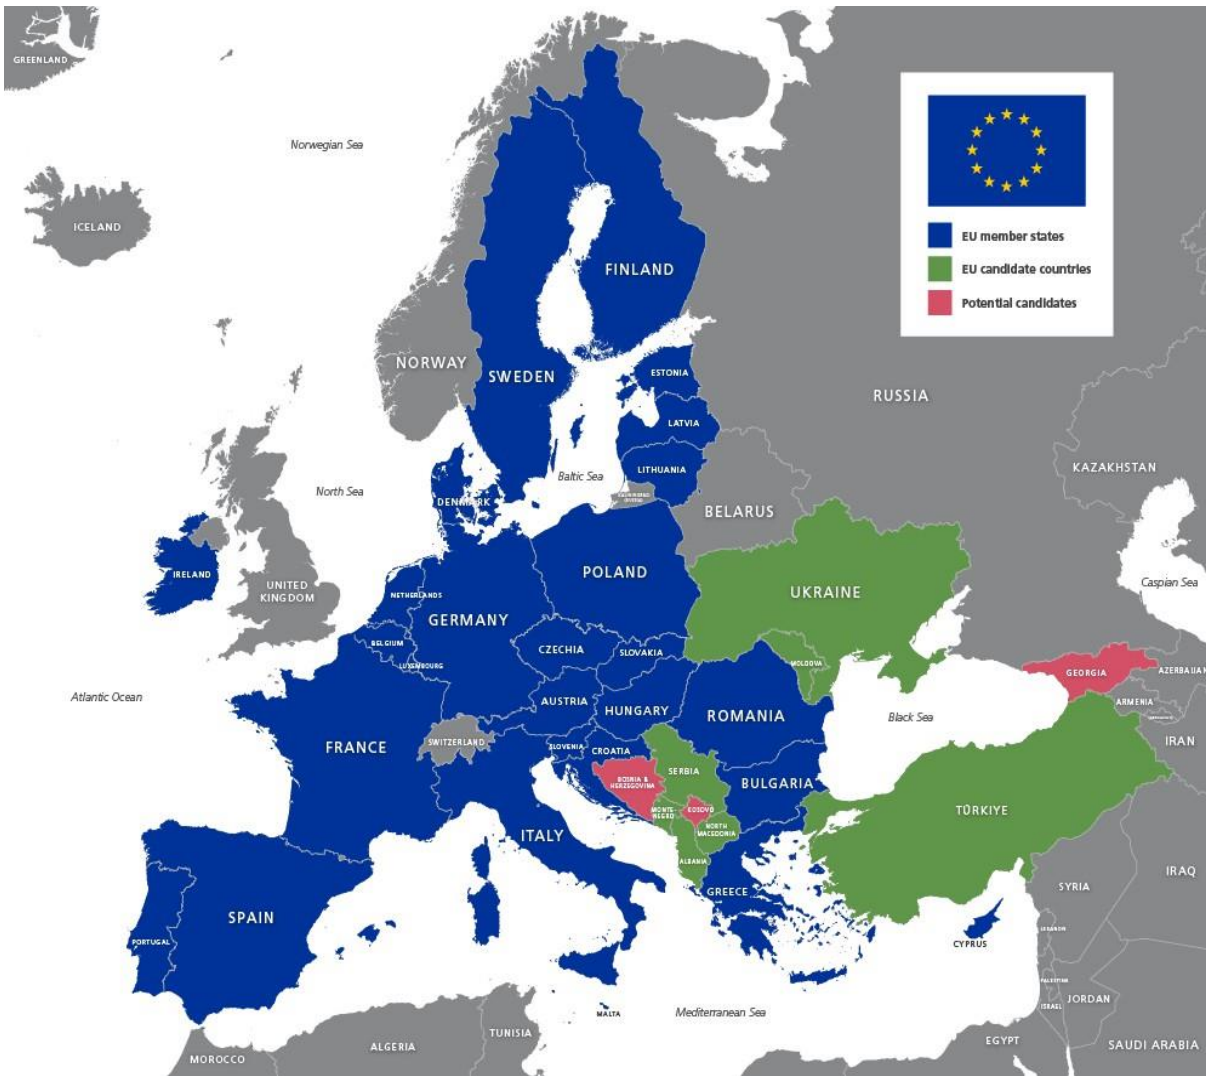 GREENLAND
Norwegian Sea
ICELAND
EU member states
EU candidate countries
Potential candidates
FINLAND
NORWAY
SWEDEN
ESTONIA
RUSSIA
LATVIA
KAZAKHSTAN
LITHUANIA
Baltic Sea
North Sea
DENMARK
BELARUS
IRELAND
UNITED
KINGDOM
POLAND
Caspian Sea
UKRAINE
NETHERLANDS
GERMANY
BELGIUM
CZECHIA
SLOVAKIA
LUXEMBOURG
MOLDOVA
GEORGIA
AZERBAIJAN
Atlantic Ocean
AUSTRIA
HUNGARY
ROMANIA
Black Sea
ARMENIA
FRANCE
SWITZERLAND
SLOVENIA
CROATIA
IRAN
SERBIA
BOSNIA &
HERZEGOVINA
BULGARIA
MONTE-
NEGRO
KOSOVO
TÜRKIYE
NORTH
MACEDONIA
ITALY
ALBANIA
IRAQ
SYRIA
GREECE
SPAIN
PORTUGAL
CYPRUS
LEBANON
PALESTINE
ISRAEL
JORDAN
MALTA
Mediterranean Sea
TUNISIA
ALGERIA
MOROCCO
EGYPT
SAUDI ARABIA